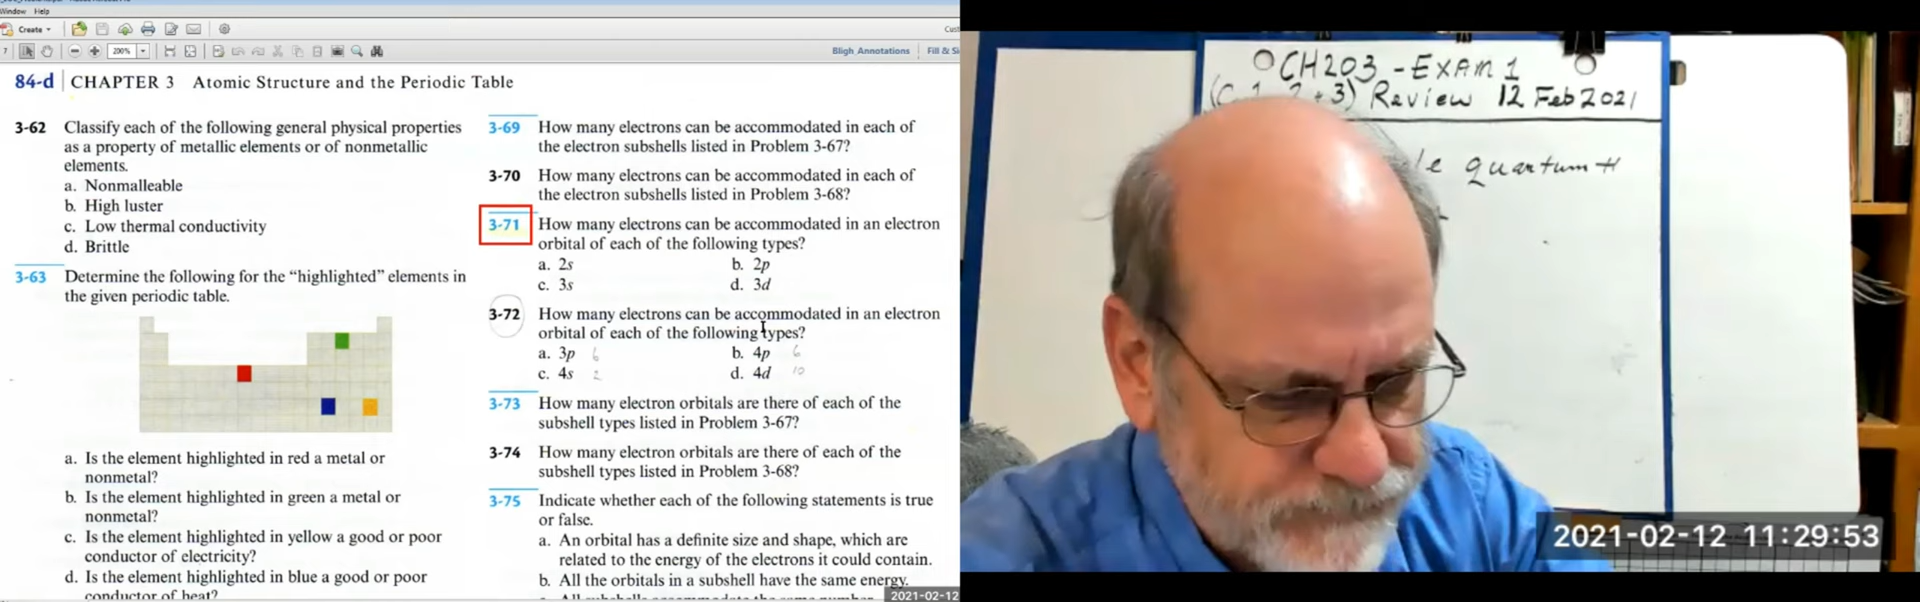 Window Help
Create
7
200%
Cus
Bligh_Annotations
Fill & Si
84-d CHAPTER 3 Atomic Structure and the Periodic Table
3-62 Classify each of the following general physical properties
as a property of metallic elements or of nonmetallic
elements.
a. Nonmalleable
b. High luster
c. Low thermal conductivity
d. Brittle
3-63 Determine the following for the "highlighted" elements in
the given periodic table.
a. Is the element highlighted in red a metal or
nonmetal?
b. Is the element highlighted in green a metal or
nonmetal?
c. Is the element highlighted in yellow a good or poor
conductor of electricity?
d. Is the element highlighted in blue a good or poor
conductor of heat?
3-69 How many electrons can be accommodated in each of
the electron subshells listed in Problem 3-67?
3-70 How many electrons can be accommodated in each of
the electron subshells listed in Problem 3-68?
3-71 How many electrons can be accommodated in an electron
orbital of each of the following types?
a. 2s b. 2p
c. 3s d. 3d
3-72 How many electrons can be accommodated in an electron
orbital of each of the following types?
a. 3p 6 b. 4p 6
c. 4s 2 d. 4d 10
3-73 How many electron orbitals are there of each of the
subshell types listed in Problem 3-67?
3-74 How many electron orbitals are there of each of the
subshell types listed in Problem 3-68?
3-75 Indicate whether each of the following statements is true
or false.
a. An orbital has a definite size and shape, which are
related to the energy of the electrons it could contain.
b. All the orbitals in a subshell have the same energy.
2021-02-12
CH203 - EXAM 1
3) Review 12 Feb 2021
le quantum #
2021-02-12 11:29:53